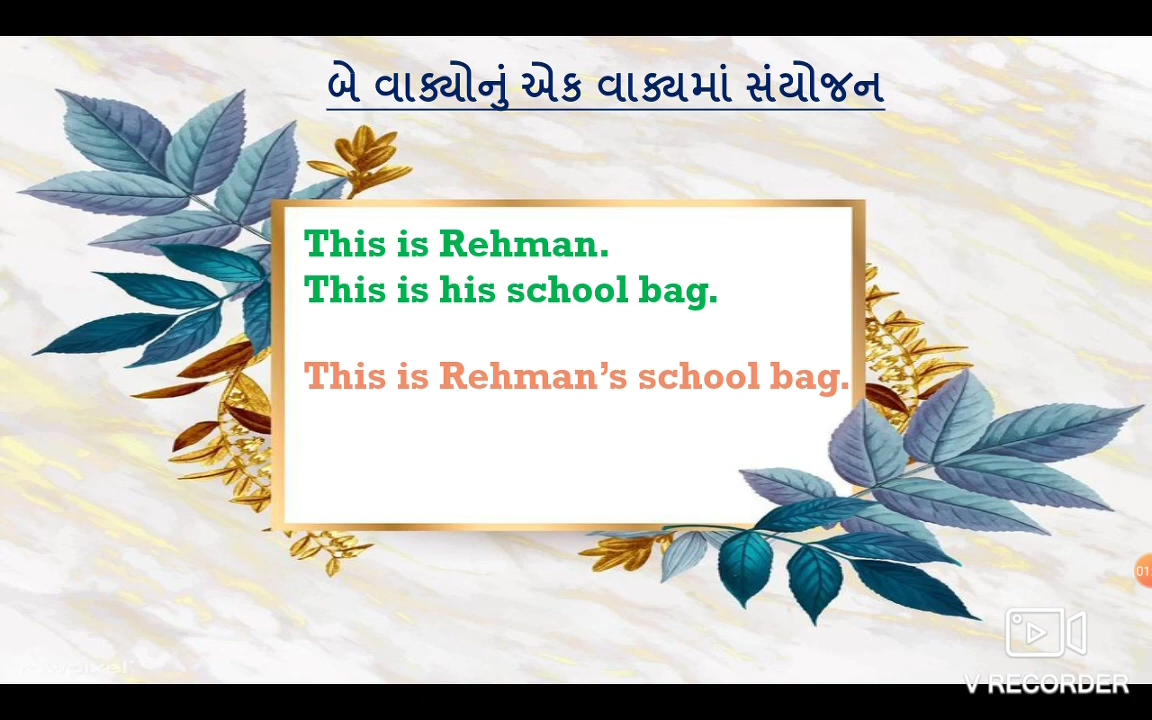 બે વાક્યોનું એક વાક્યમાં સંયોજન
This is Rehman.
This is his school bag.
This is Rehman’s school bag.
V RECORDER